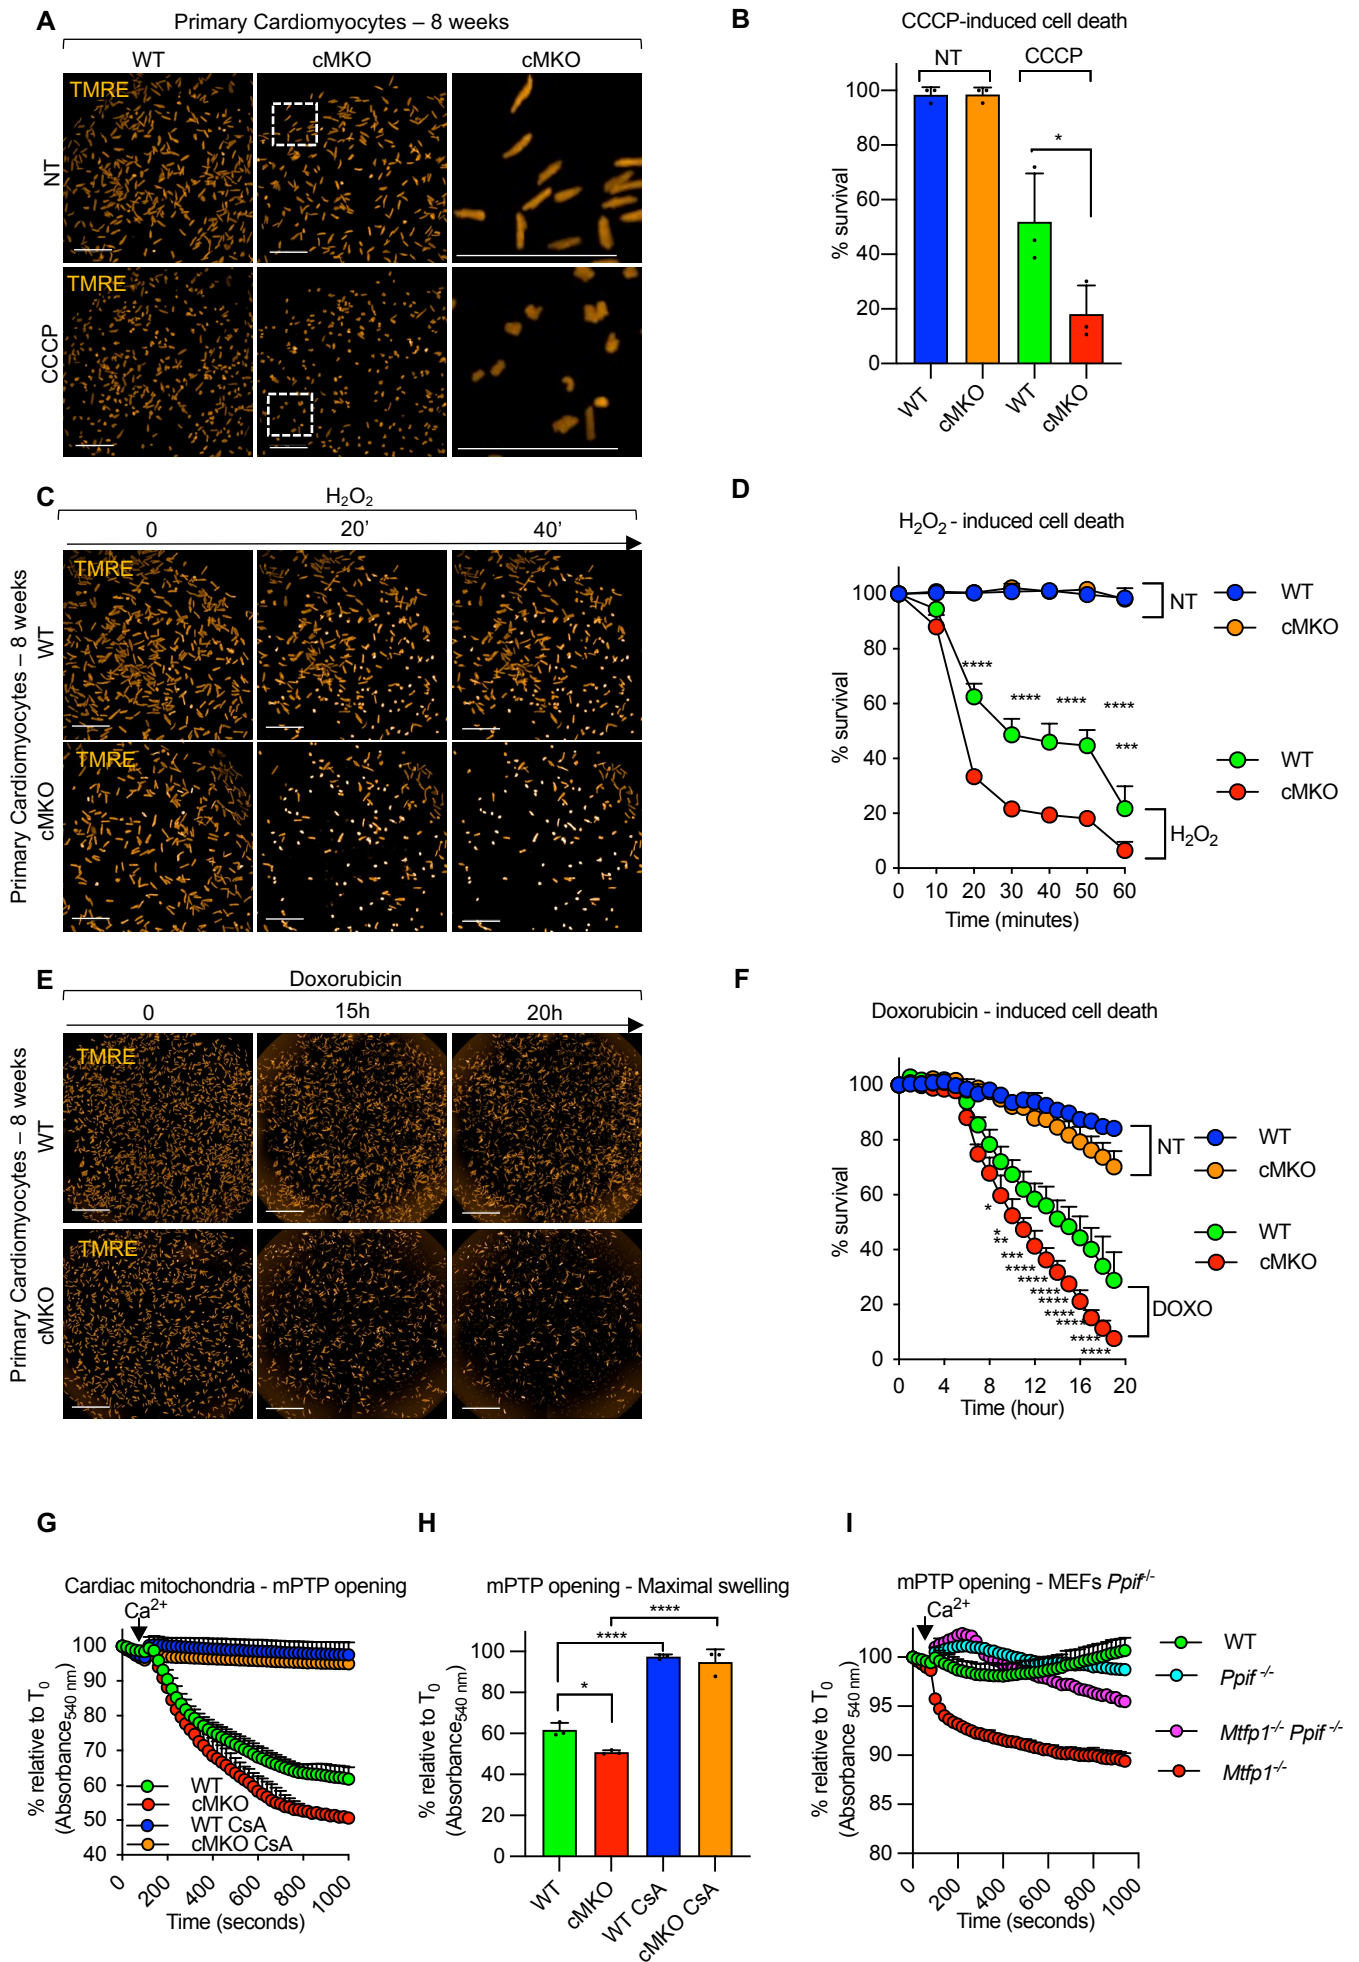 A
Primary Cardiomyocytes – 8 weeks
WT
cMKO
cMKO
TMRE
NT
TMRE
CCCP
B
CCCP-induced cell death
NT
CCCP
*
% survival
100
80
60
40
20
0
WT
cMKO
WT
cMKO
C
H₂O₂
0
20’
40’
Primary Cardiomyocytes – 8 weeks
WT
TMRE
cMKO
TMRE
D
H₂O₂ - induced cell death
% survival
100
80
60
40
20
0
****
****
****
****
***
0 10 20 30 40 50 60
Time (minutes)
NT
WT
cMKO
WT
cMKO
H₂O₂
E
Doxorubicin
0
15h
20h
Primary Cardiomyocytes – 8 weeks
WT
TMRE
cMKO
TMRE
F
Doxorubicin - induced cell death
% survival
100
80
60
40
20
0
*
*
**
***
****
****
****
****
****
****
****
****
0 4 8 12 16 20
Time (hour)
NT
WT
cMKO
WT
cMKO
DOXO
G
Cardiac mitochondria - mPTP opening
Ca²⁺
% relative to T₀
(Absorbance₅₄₀ ₙₘ)
100
90
80
70
60
50
40
WT
cMKO
WT CsA
cMKO CsA
0 200 400 600 800 1000
Time (seconds)
H
mPTP opening - Maximal swelling
****
****
*
% relative to T₀
(Absorbance₅₄₀ ₙₘ)
100
80
60
40
20
0
WT
cMKO
WT CsA
cMKO CsA
I
mPTP opening - MEFs Ppif⁻/⁻
Ca²⁺
% relative to T₀
(Absorbance ₅₄₀ ₙₘ)
100
95
90
85
80
0 200 400 600 800 1000
Time (seconds)
WT
Ppif ⁻/⁻
Mtfp1⁻/⁻ Ppif ⁻/⁻
Mtfp1⁻/⁻